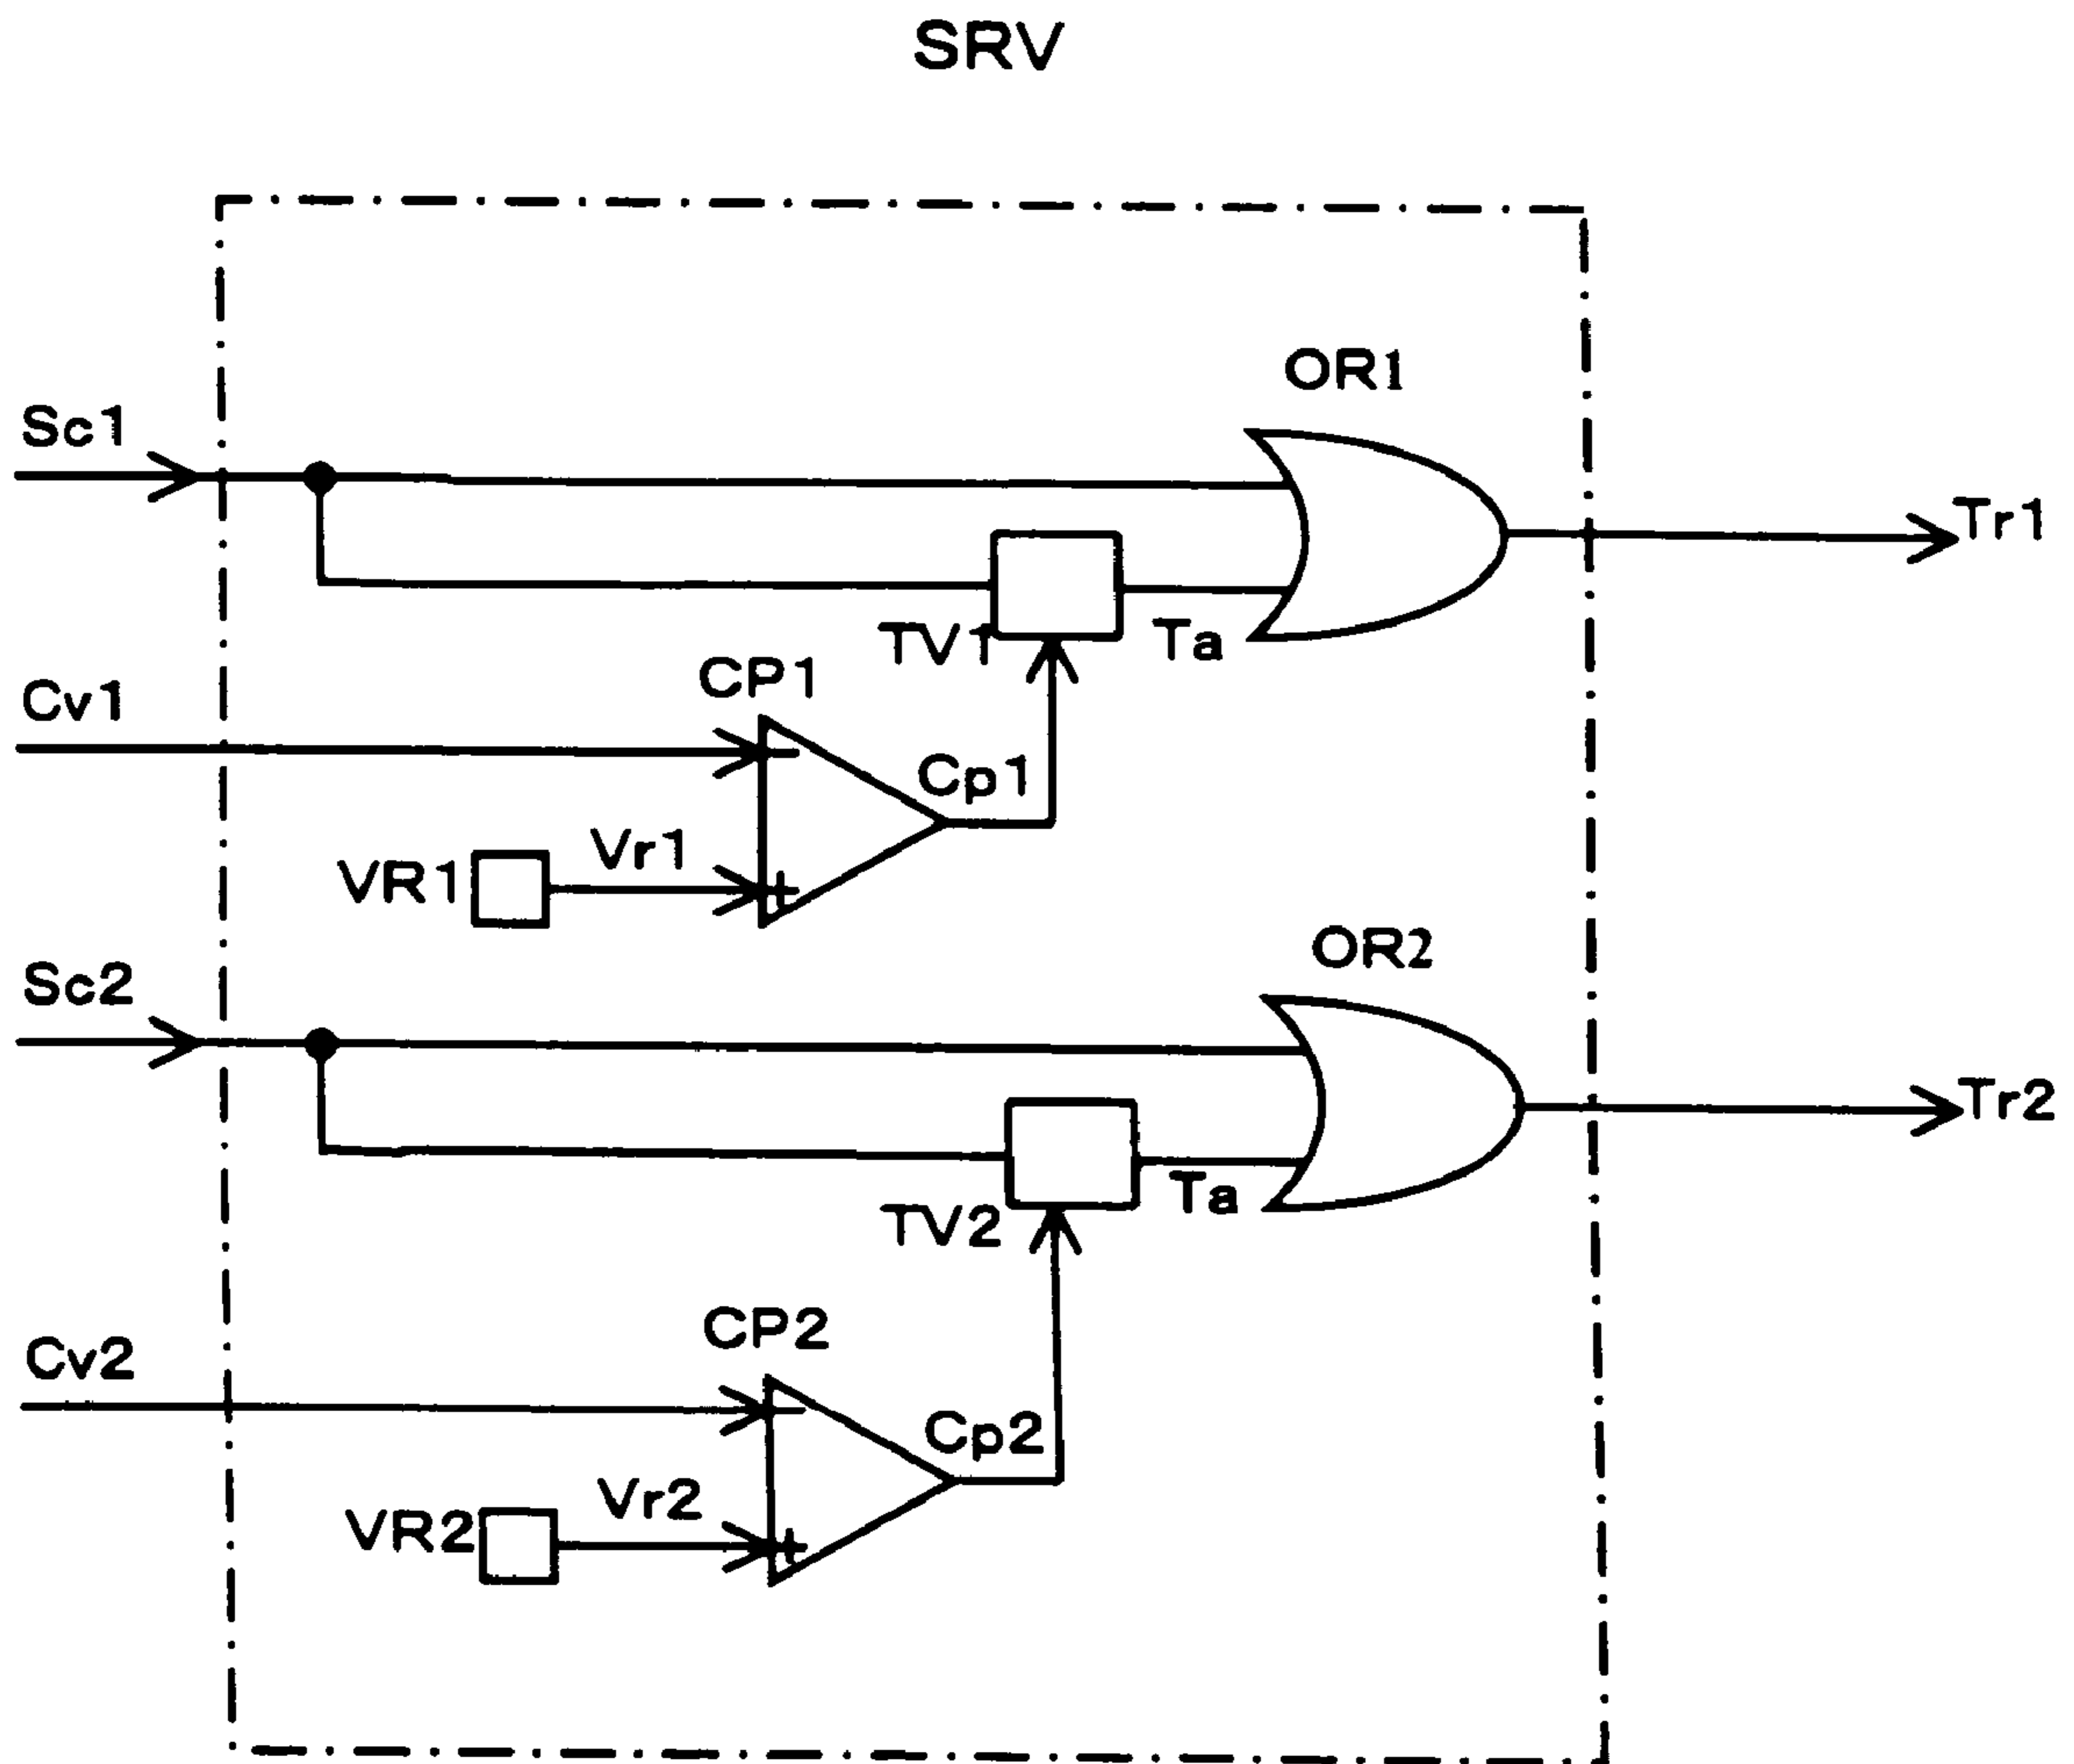 SRV
OR1
Sc1
Tr1
TV1
Ta
CP1
Cv1
Cp1
Vr1
VR1
OR2
Sc2
Tr2
Ta
TV2
CP2
Cv2
Cp2
Vr2
VR2